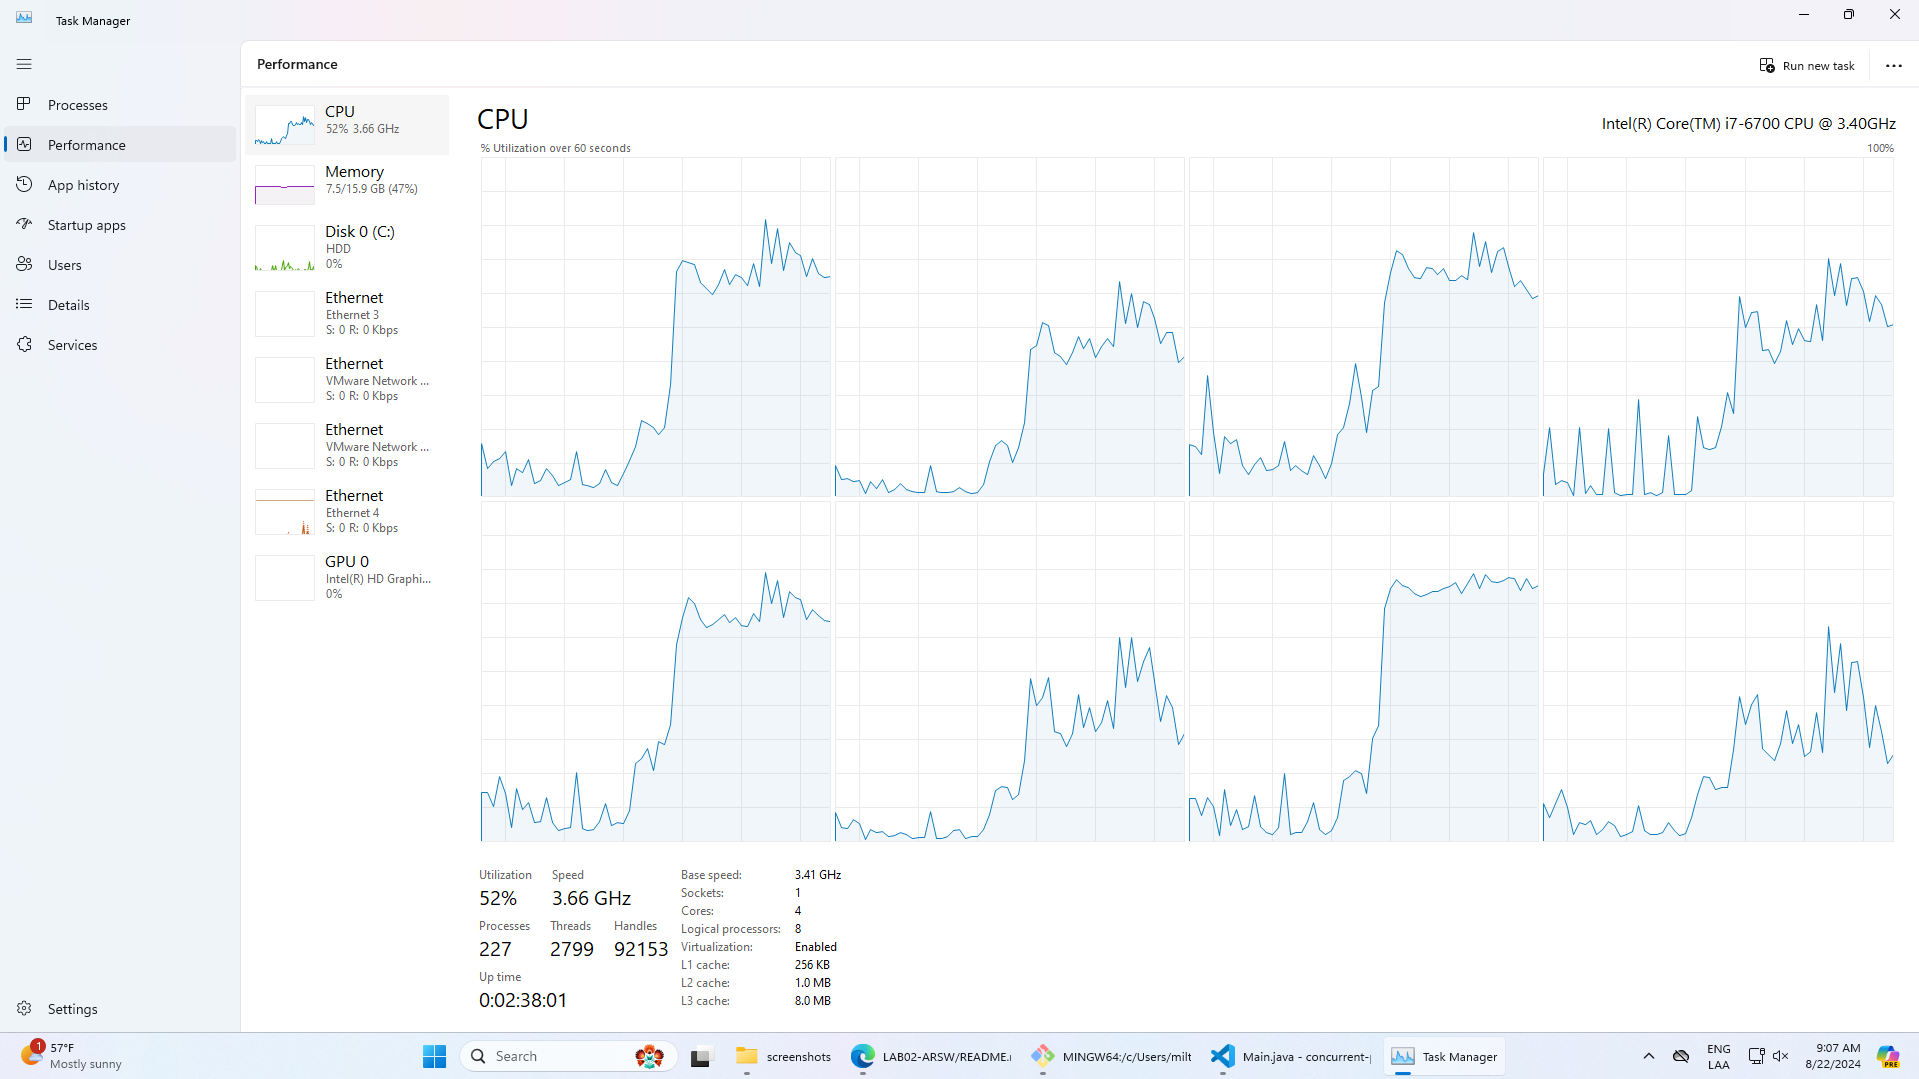 Task Manager
Processes
Performance
App history
Startup apps
Users
Details
Services
Settings
Performance
Run new task
CPU
52% 3.66 GHz
Memory
7.5/15.9 GB (47%)
Disk 0 (C:)
HDD
0%
Ethernet
Ethernet 3
S: 0 R: 0 Kbps
Ethernet
VMware Network ...
S: 0 R: 0 Kbps
Ethernet
VMware Network ...
S: 0 R: 0 Kbps
Ethernet
Ethernet 4
S: 0 R: 0 Kbps
GPU 0
Intel(R) HD Graphi...
0%
CPU
Intel(R) Core(TM) i7-6700 CPU @ 3.40GHz
% Utilization over 60 seconds
100%
Utilization
52%
Speed
3.66 GHz
Processes
227
Threads
2799
Handles
92153
Up time
0:02:38:01
Base speed: 3.41 GHz
Sockets: 1
Cores: 4
Logical processors: 8
Virtualization: Enabled
L1 cache: 256 KB
L2 cache: 1.0 MB
L3 cache: 8.0 MB
1
57°F
Mostly sunny
Search
screenshots
LAB02-ARSW/README.
MINGW64:/c/Users/milt
Main.java - concurrent-
Task Manager
ENG
LAA
9:07 AM
8/22/2024
PRE